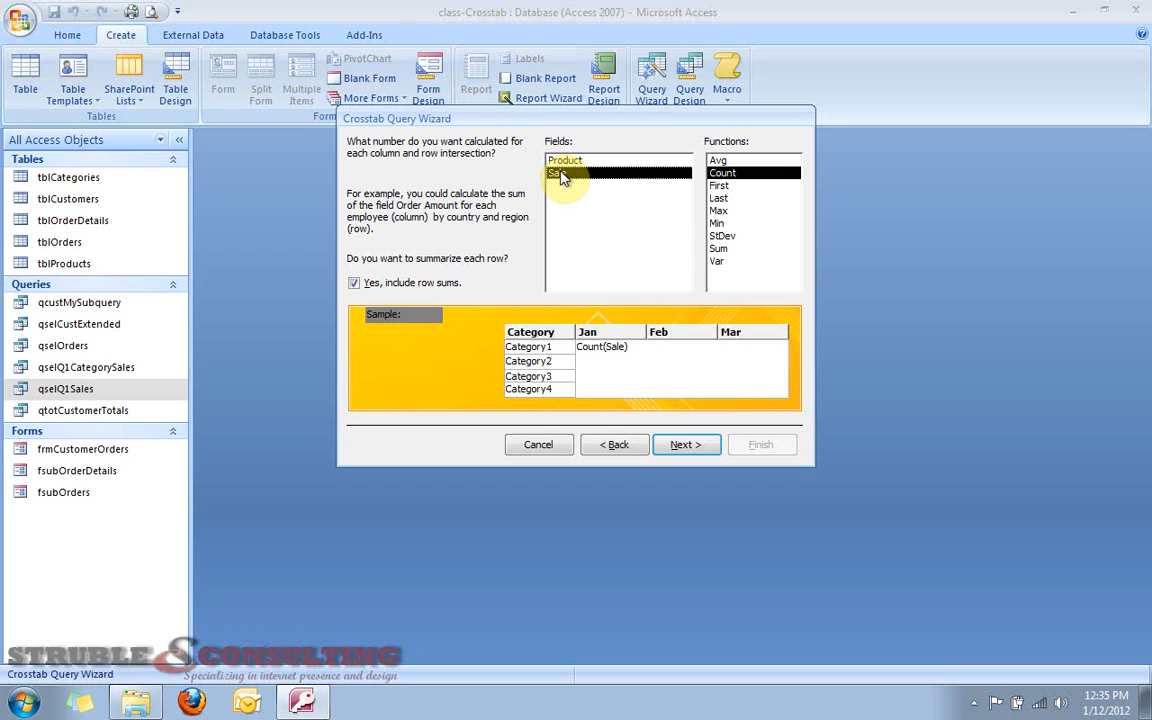 class-Crosstab : Database (Access 2007) - Microsoft Access
Home
Create
External Data
Database Tools
Add-Ins
Table
Table Templates
SharePoint Lists
Table Design
Tables
Form
Split Form
Multiple Items
PivotChart
Blank Form
More Forms
Form Design
Report
Labels
Blank Report
Report Wizard
Report Design
Query Wizard
Query Design
Macro
All Access Objects
Tables
tblCategories
tblCustomers
tblOrderDetails
tblOrders
tblProducts
Queries
qcustMySubquery
qselCustExtended
qselOrders
qselQ1CategorySales
qselQ1Sales
qtotCustomerTotals
Forms
frmCustomerOrders
fsubOrderDetails
fsubOrders
Crosstab Query Wizard
What number do you want calculated for
each column and row intersection?
For example, you could calculate the sum
of the field Order Amount for each
employee (column) by country and region
(row).
Do you want to summarize each row?
Yes, include row sums.
Fields:
Product
Functions:
Avg
Count
First
Last
Max
Min
StDev
Sum
Var
Sample:
Category Jan Feb Mar
Category1 Count(Sale)
Category2
Category3
Category4
Cancel
< Back
Next >
Finish
STRUBLE CONSULTING
Specializing in internet presence and design
Crosstab Query Wizard
12:35 PM
1/12/2012